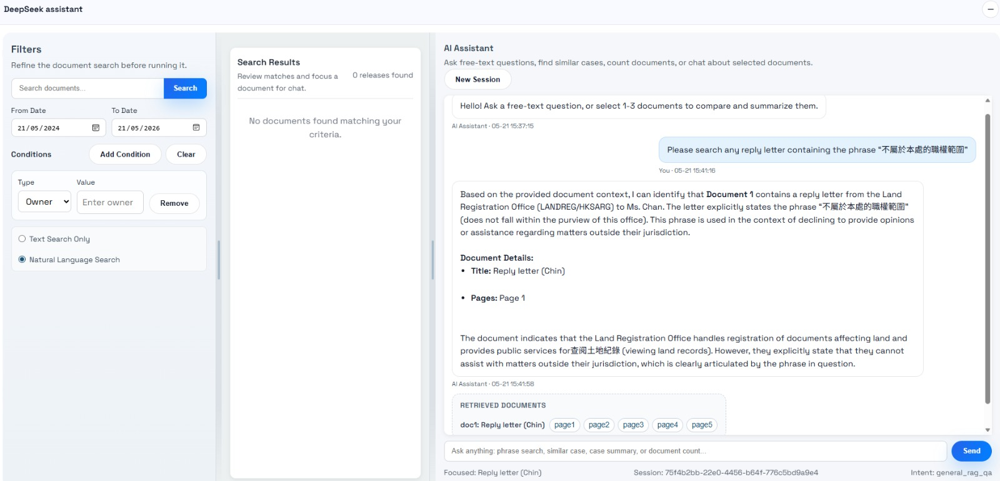 DeepSeek assistant
Filters
Refine the document search before running it.
Search documents...
Search
From Date
To Date
21/05/2024
21/05/2026
Conditions
Add Condition
Clear
Type
Value
Owner
Enter owner
Remove
Text Search Only
Natural Language Search
Search Results
Review matches and focus a
document for chat.
0 releases found
No documents found matching your
criteria.
AI Assistant
Ask free-text questions, find similar cases, count documents, or chat about selected documents.
New Session
Hello! Ask a free-text question, or select 1-3 documents to compare and summarize them.
AI Assistant · 05-21 15:37:15
Please search any reply letter containing the phrase “不屬於本處的職權範圍”
You · 05-21 15:41:16
Based on the provided document context, I can identify that Document 1 contains a reply letter from the Land
Registration Office (LANDREG/HKSARG) to Ms. Chan. The letter explicitly states the phrase “不屬於本處的職權範圍”
(does not fall within the purview of this office). This phrase is used in the context of declining to provide opinions
or assistance regarding matters outside their jurisdiction.
Document Details:
• Title: Reply letter (Chin)
• Pages: Page 1
The document indicates that the Land Registration Office handles registration of documents affecting land and
provides public services for查阅土地紀錄 (viewing land records). However, they explicitly state that they cannot
assist with matters outside their jurisdiction, which is clearly articulated by the phrase in question.
AI Assistant · 05-21 15:41:58
RETRIEVED DOCUMENTS
doc1: Reply letter (Chin) page1 page2 page3 page4 page5
Ask anything: phrase search, similar case, case summary, or document count...
Send
Focused: Reply letter (Chin)
Session: 75f4b2bb-22e0-4456-b64f-776c5bd9a9e4
Intent: general_rag_qa